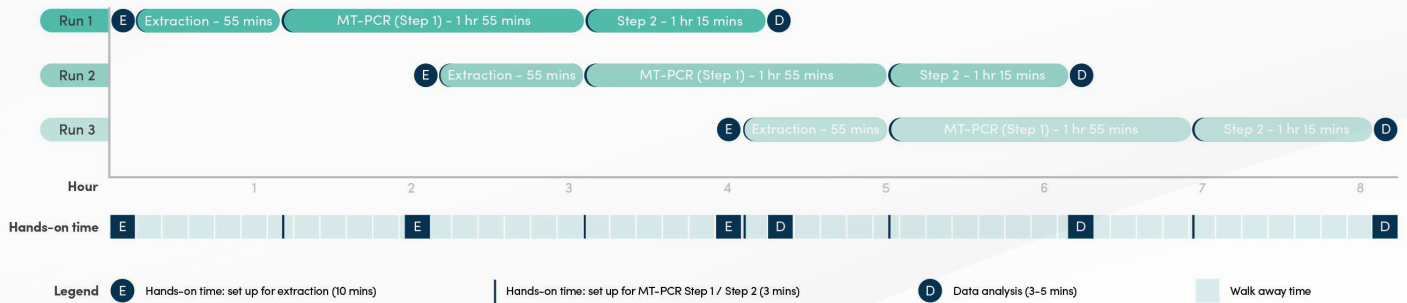 Run 1 E Extraction - 55 mins MT-PCR (Step 1) - 1 hr 55 mins Step 2 - 1 hr 15 mins D
Run 2 E Extraction - 55 mins MT-PCR (Step 1) - 1 hr 55 mins Step 2 - 1 hr 15 mins D
Run 3 E Extraction - 55 mins MT-PCR (Step 1) - 1 hr 55 mins Step 2 - 1 hr 15 mins D
Hour 1 2 3 4 5 6 7 8
Hands-on time E E E D D D
Legend E Hands-on time: set up for extraction (10 mins) Hands-on time: set up for MT-PCR Step 1 / Step 2 (3 mins) D Data analysis (3-5 mins) Walk away time